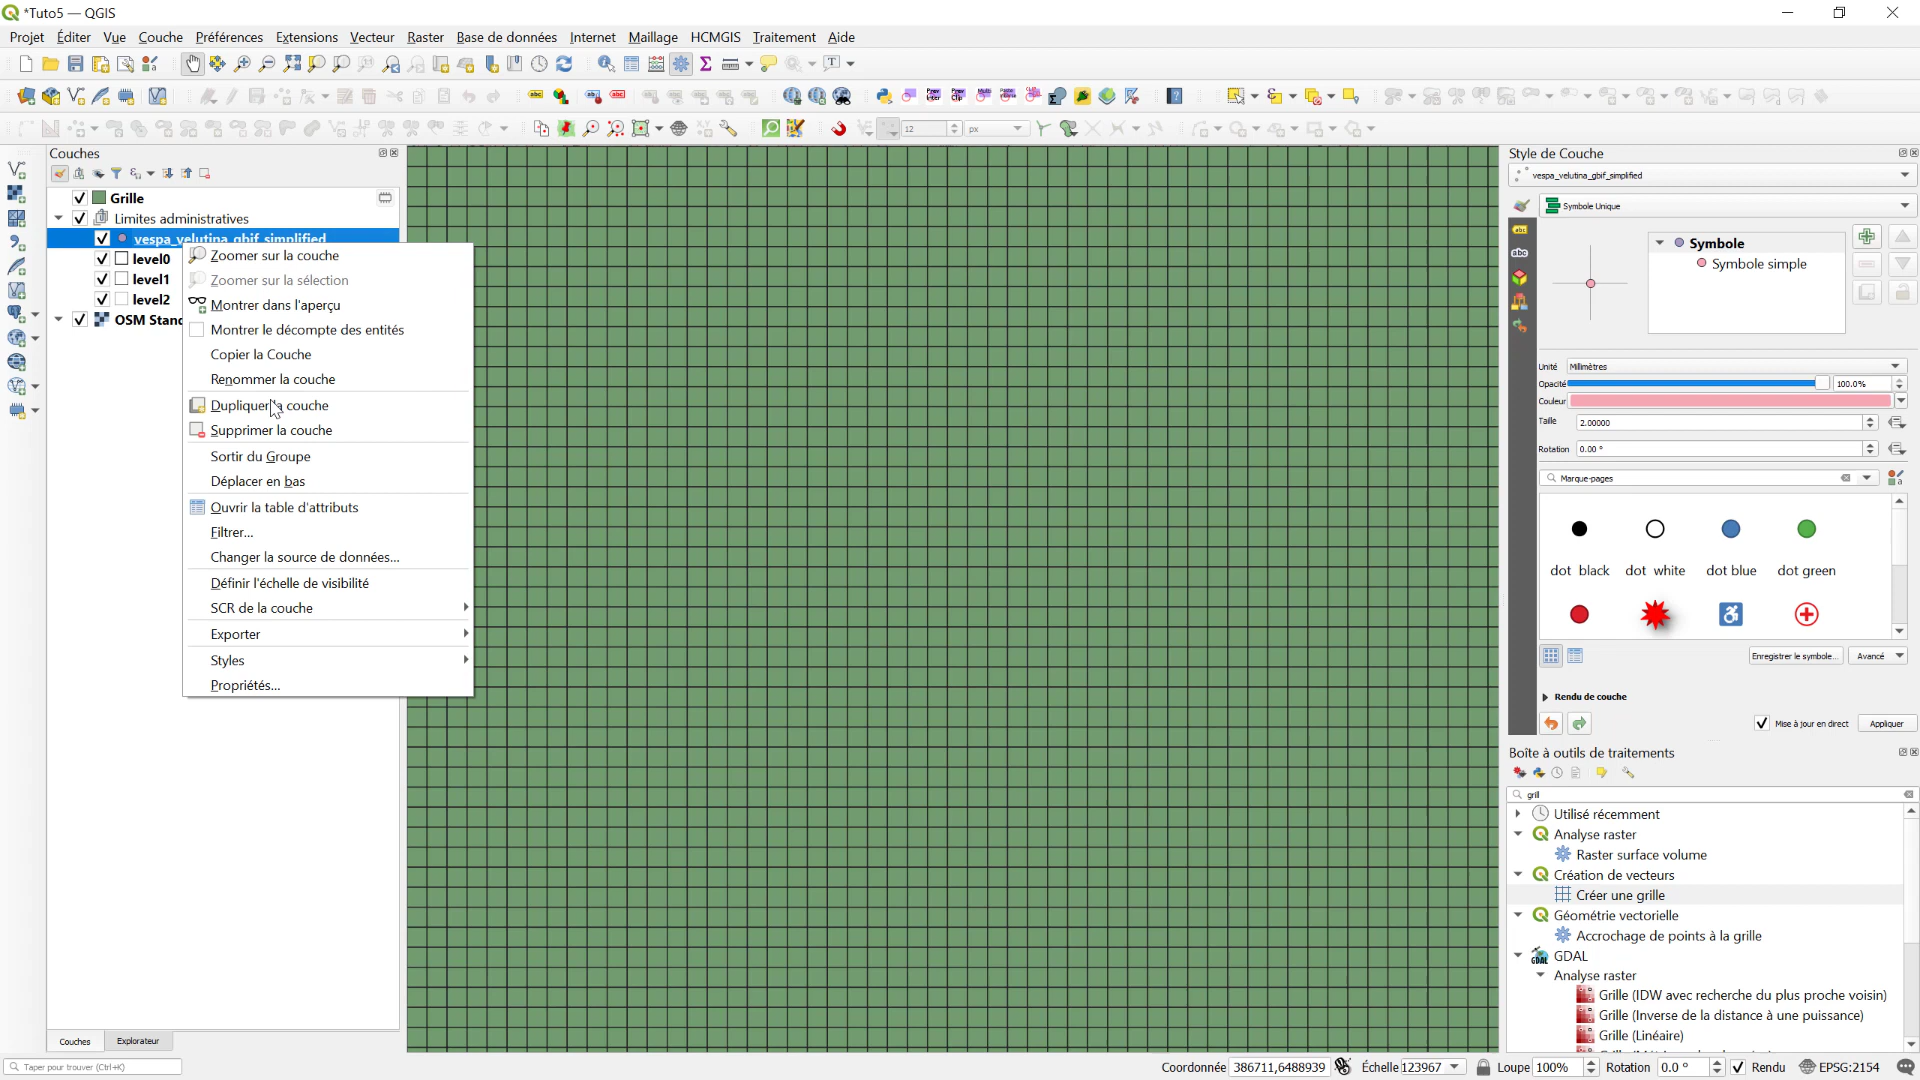 *Tuto5 — QGIS
Projet Éditer Vue Couche Préférences Extensions Vecteur Raster Base de données Internet Maillage HCMGIS Traitement Aide
12 px
Couches
Grille
Limites administratives
vespa_velutina_gbif_simplified
level0
level1
level2
OSM Stand
Zoomer sur la couche
Zoomer sur la sélection
Montrer dans l'aperçu
Montrer le décompte des entités
Copier la Couche
Renommer la couche
Dupliquer la couche
Supprimer la couche
Sortir du Groupe
Déplacer en bas
Ouvrir la table d'attributs
Filtrer...
Changer la source de données...
Définir l'échelle de visibilité
SCR de la couche
Exporter
Styles
Propriétés...
Couches Explorateur
Style de Couche
vespa_velutina_gbif_simplified
Symbole Unique
Symbole
Symbole simple
Unité Millimètres
Opacité 100.0%
Couleur
Taille 2.00000
Rotation 0.00 °
Marque-pages
dot black dot white dot blue dot green
Enregistrer le symbole... Avancé
Rendu de couche
Mise à jour en direct Appliquer
Boîte à outils de traitements
grill
Utilisé récemment
Analyse raster
Raster surface volume
Création de vecteurs
Créer une grille
Géométrie vectorielle
Accrochage de points à la grille
GDAL
Analyse raster
Grille (IDW avec recherche du plus proche voisin)
Grille (Inverse de la distance à une puissance)
Grille (Linéaire)
Taper pour trouver (Ctrl+K) Coordonnée 386711,6488939 Échelle 123967 Loupe 100% Rotation 0.0 ° Rendu EPSG:2154